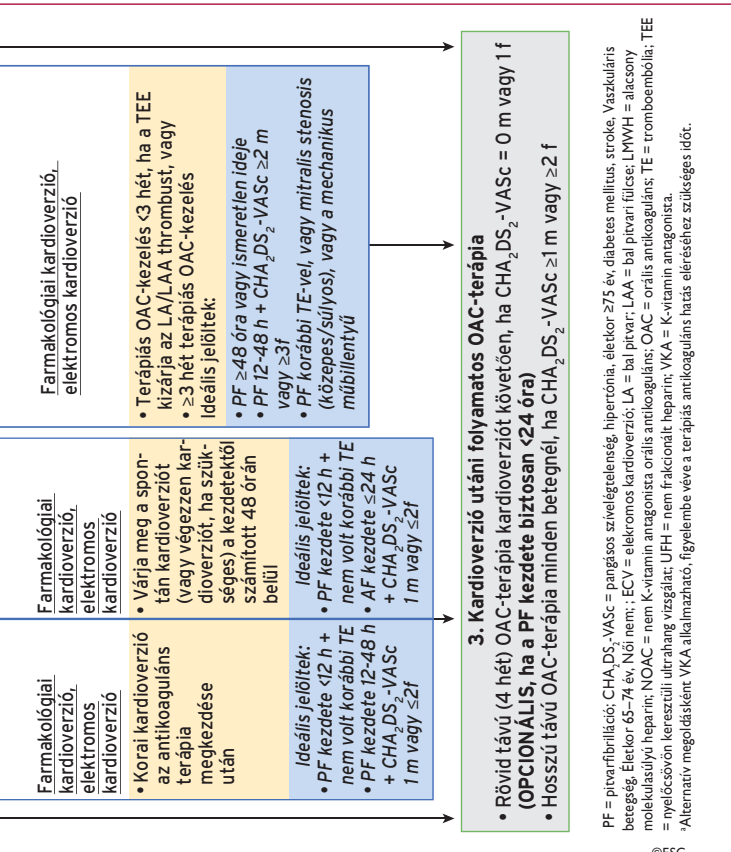 Farmakológiai
kardioverzió,
elektromos
kardioverzió
• Korai kardioverzió
az antikoaguláns
terápia
megkezdése
után
Ideális jelöltek:
• PF kezdete <12 h +
nem volt korábbi TE
• PF kezdete 12-48 h
+ CHA₂DS₂-VASc
1 m vagy ≤2f
Farmakológiai
kardioverzió,
elektromos
kardioverzió
• Várja meg a spon-
tán kardioverziót
(vagy végezzen kar-
dioverziót, ha szük-
séges) a kezdetektől
számított 48 órán
belül
Ideális jelöltek:
• PF kezdete <12 h +
nem volt korábbi TE
• AF kezdete ≤24 h
+ CHA₂DS₂-VASc
1 m vagy ≤2f
Farmakológiai kardioverzió,
elektromos kardioverzió
• Terápiás OAC-kezelés <3 hét, ha a TEE
kizárja az LA/LAA thrombust, vagy
• ≥3 hét terápiás OAC-kezelés
Ideális jelöltek:
• PF ≥48 óra vagy ismeretlen ideje
• PF 12-48 h + CHA₂DS₂-VASc ≥2 m
vagy ≥3f
• PF korábbi TE-vel, vagy mitralis stenosis
(közepes/súlyos), vagy a mechanikus
műbillentyű
3. Kardioverzió utáni folyamatos OAC-terápia
• Rövid távú (4 hét) OAC-terápia kardioverziót követően, ha CHA₂DS₂-VASc = 0 m vagy 1 f
(OPCIONÁLIS, ha a PF kezdete biztosan <24 óra)
• Hosszú távú OAC-terápia minden betegnél, ha CHA₂DS₂-VASc ≥1 m vagy ≥2 f
PF = pitvarfibrilláció; CHA₂DS₂-VASc = pangásos szívelégtelenség, hipertónia, életkor ≥75 év, diabetes mellitus, stroke, Vaszkuláris
betegség, Életkor 65–74 év, Női nem; ; ECV = elekromos kardioverzió; LA = bal pitvar; LAA = bal pitvari fülcse; LMWH = alacsony
molekulasúlyú heparin; NOAC = nem K-vitamin antagonista orális antikoaguláns; OAC = orális antikoaguláns; TE = tromboembólia; TEE
= nyelőcsövön keresztüli ultrahang vizsgálat; UFH = nem frakcionált heparin; VKA = K-vitamin antagonista.
ᵃAlternatív megoldásként VKA alkalmazható, figyelembe véve a terápiás antikoaguláns hatás eléréséhez szükséges időt.
©ESC